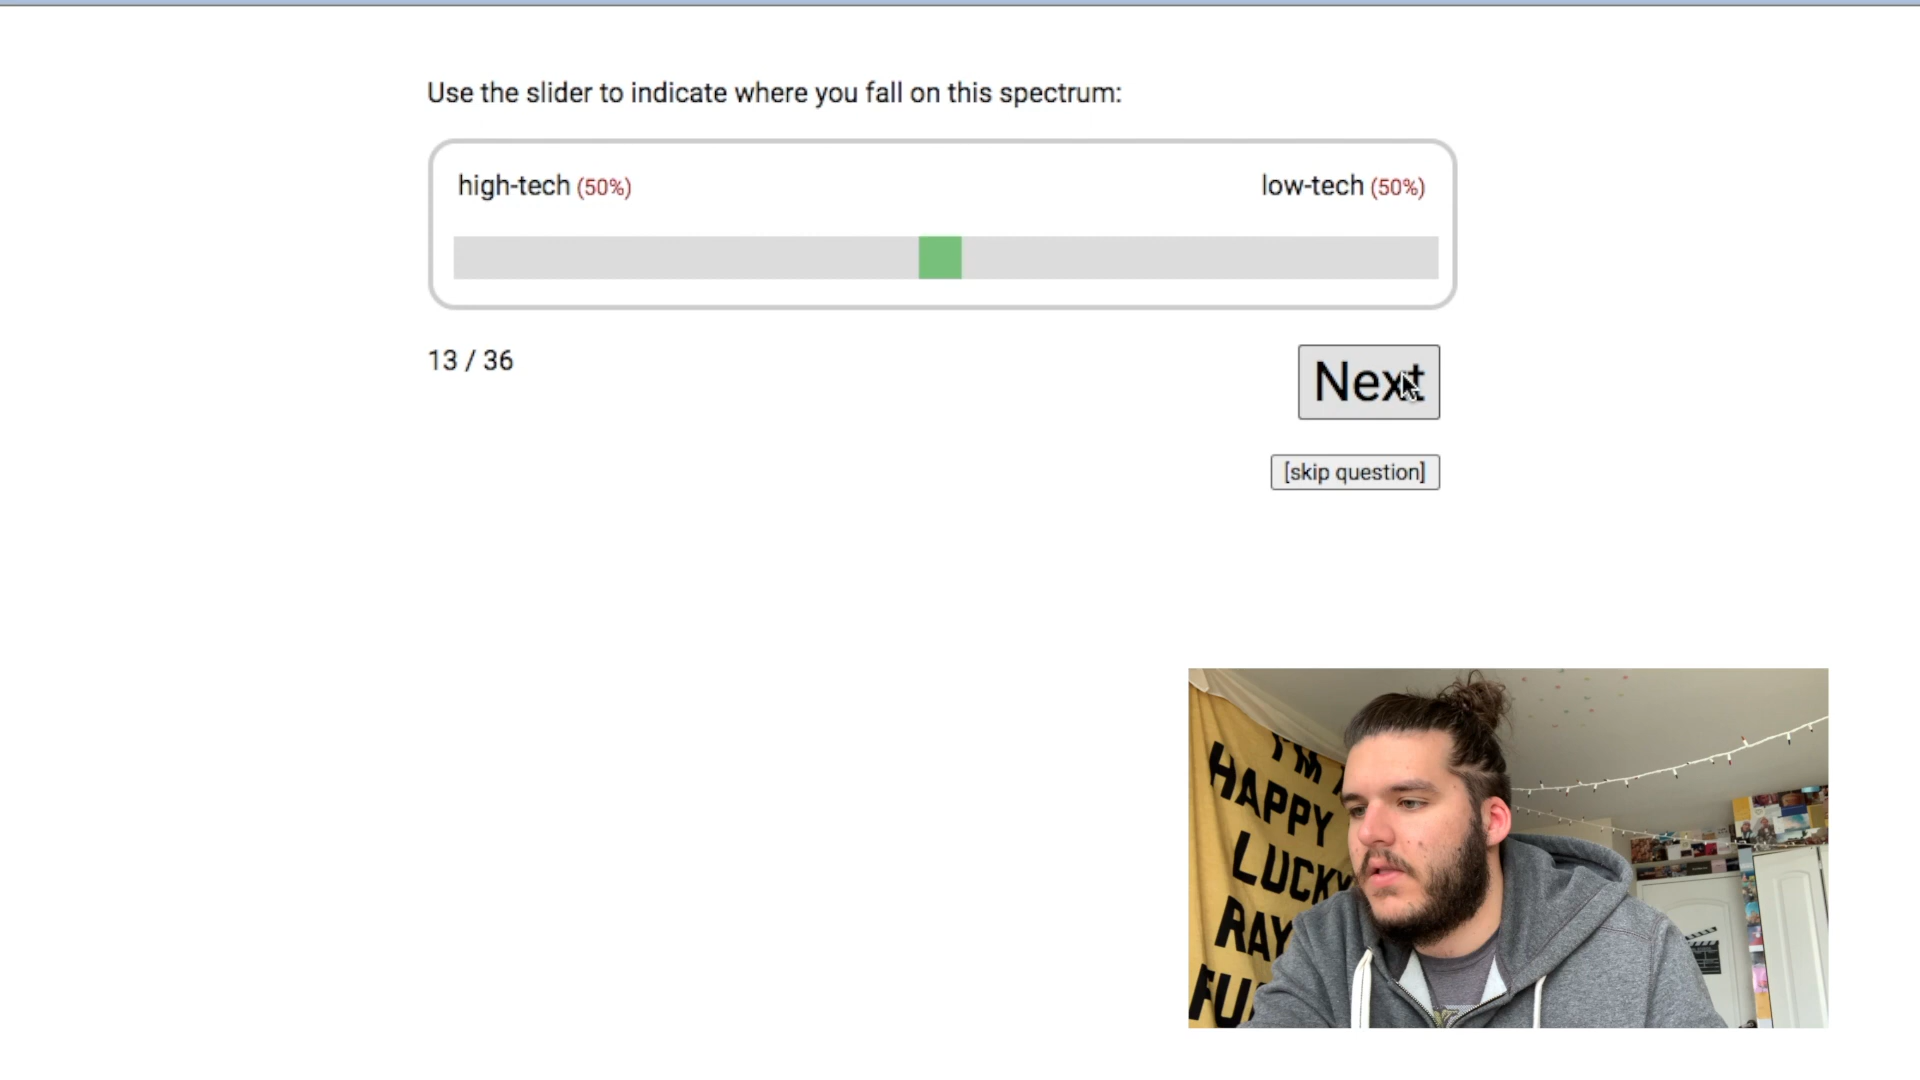 Use the slider to indicate where you fall on this spectrum:
high-tech (50%)
low-tech (50%)
13 / 36
Next
[skip question]
I'M
HAPPY
LUCKY
RAY
FU